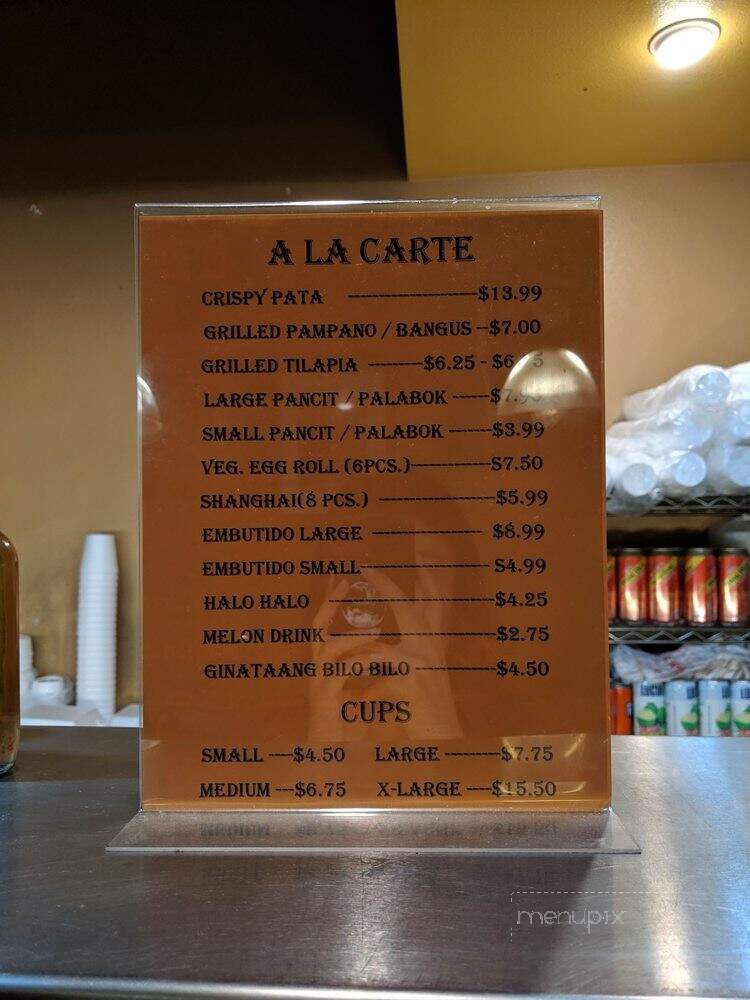 A LA CARTE
CRISPY PATA ----------$13.99
GRILLED PAMPANO / BANGUS --$7.00
GRILLED TILAPIA --------$6.25 -
LARGE PANCIT / PALABOK ------
SMALL PANCIT / PALABOK -------$3.99
VEG. EGG ROLL (6PCS.)------------S7.50
SHANGHAI(8 PCS.) ------------$5.99
EMBUTIDO LARGE ----------- $8.99
EMBUTIDO SMALL------------- S4.99
HALO HALO -----------------$4.25
MELON DRINK -----------------$2.75
GINATAANG BILO BILO --------$4.50
CUPS
SMALL ----$4.50 LARGE ---------$7.75
MEDIUM ---$6.75 X-LARGE ----$15.50
menupix